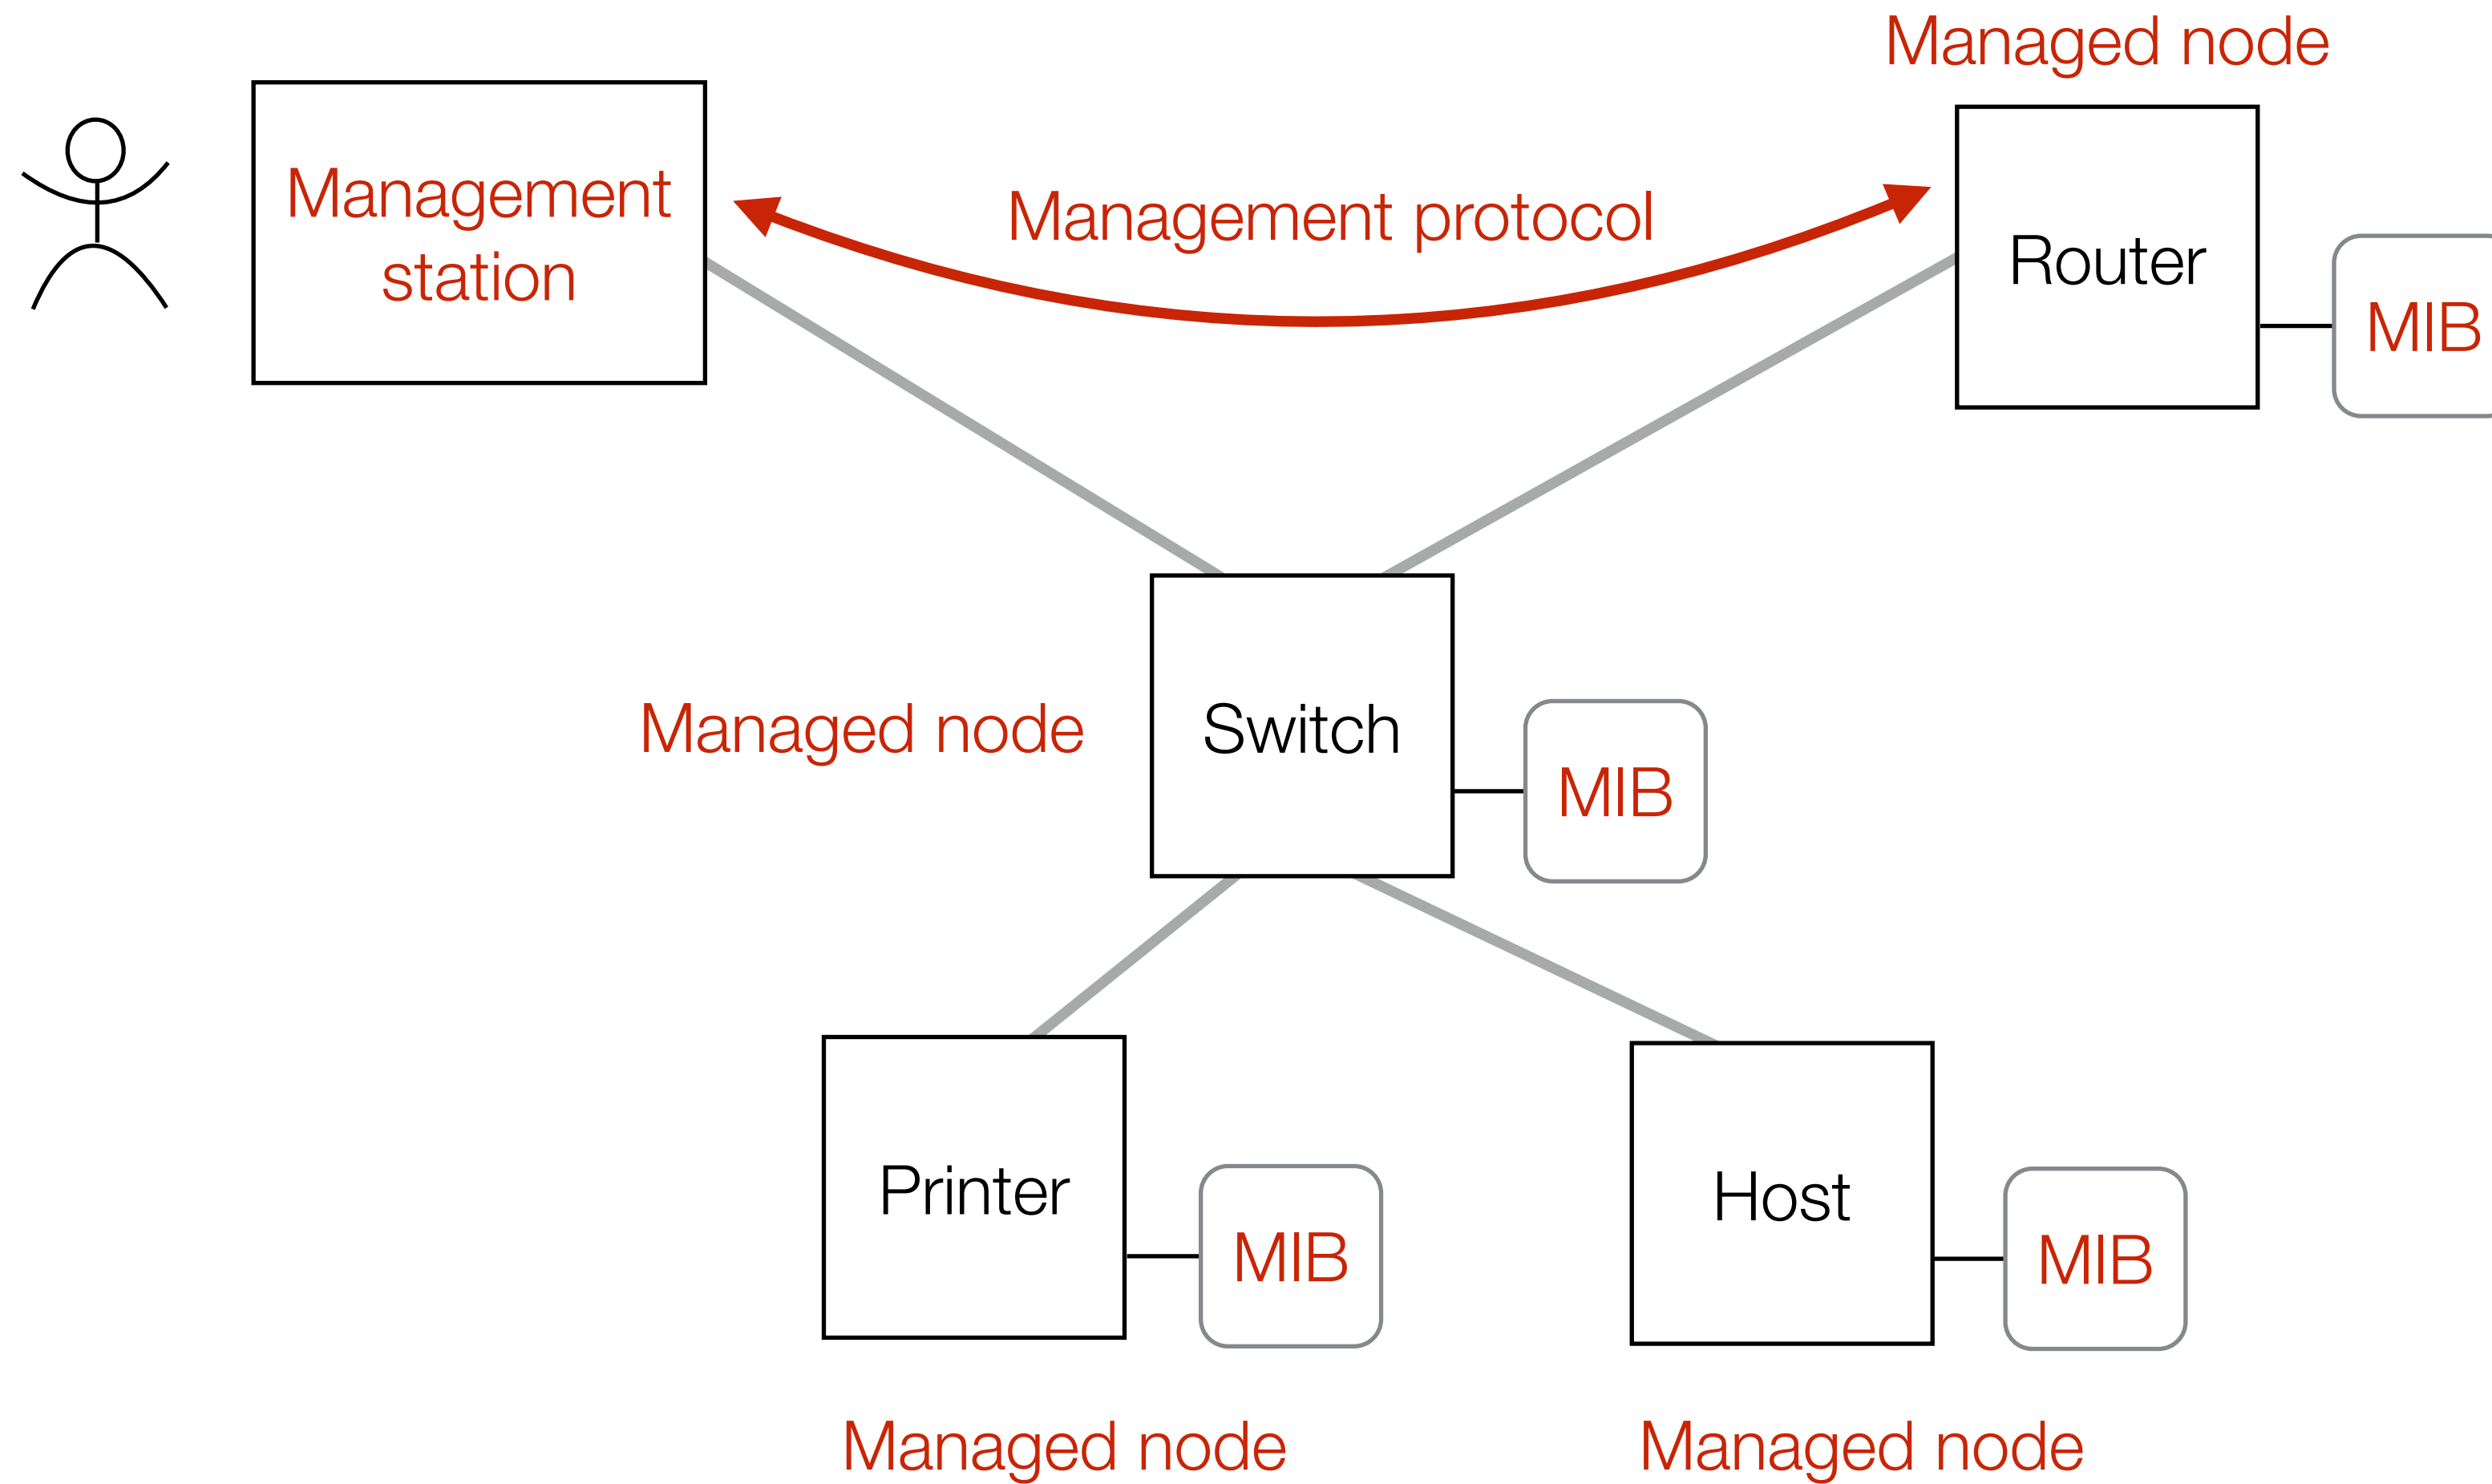 Managed node
Management
station
Management protocol
Router
MIB
Managed node
Switch
MIB
Printer
MIB
Host
MIB
Managed node
Managed node